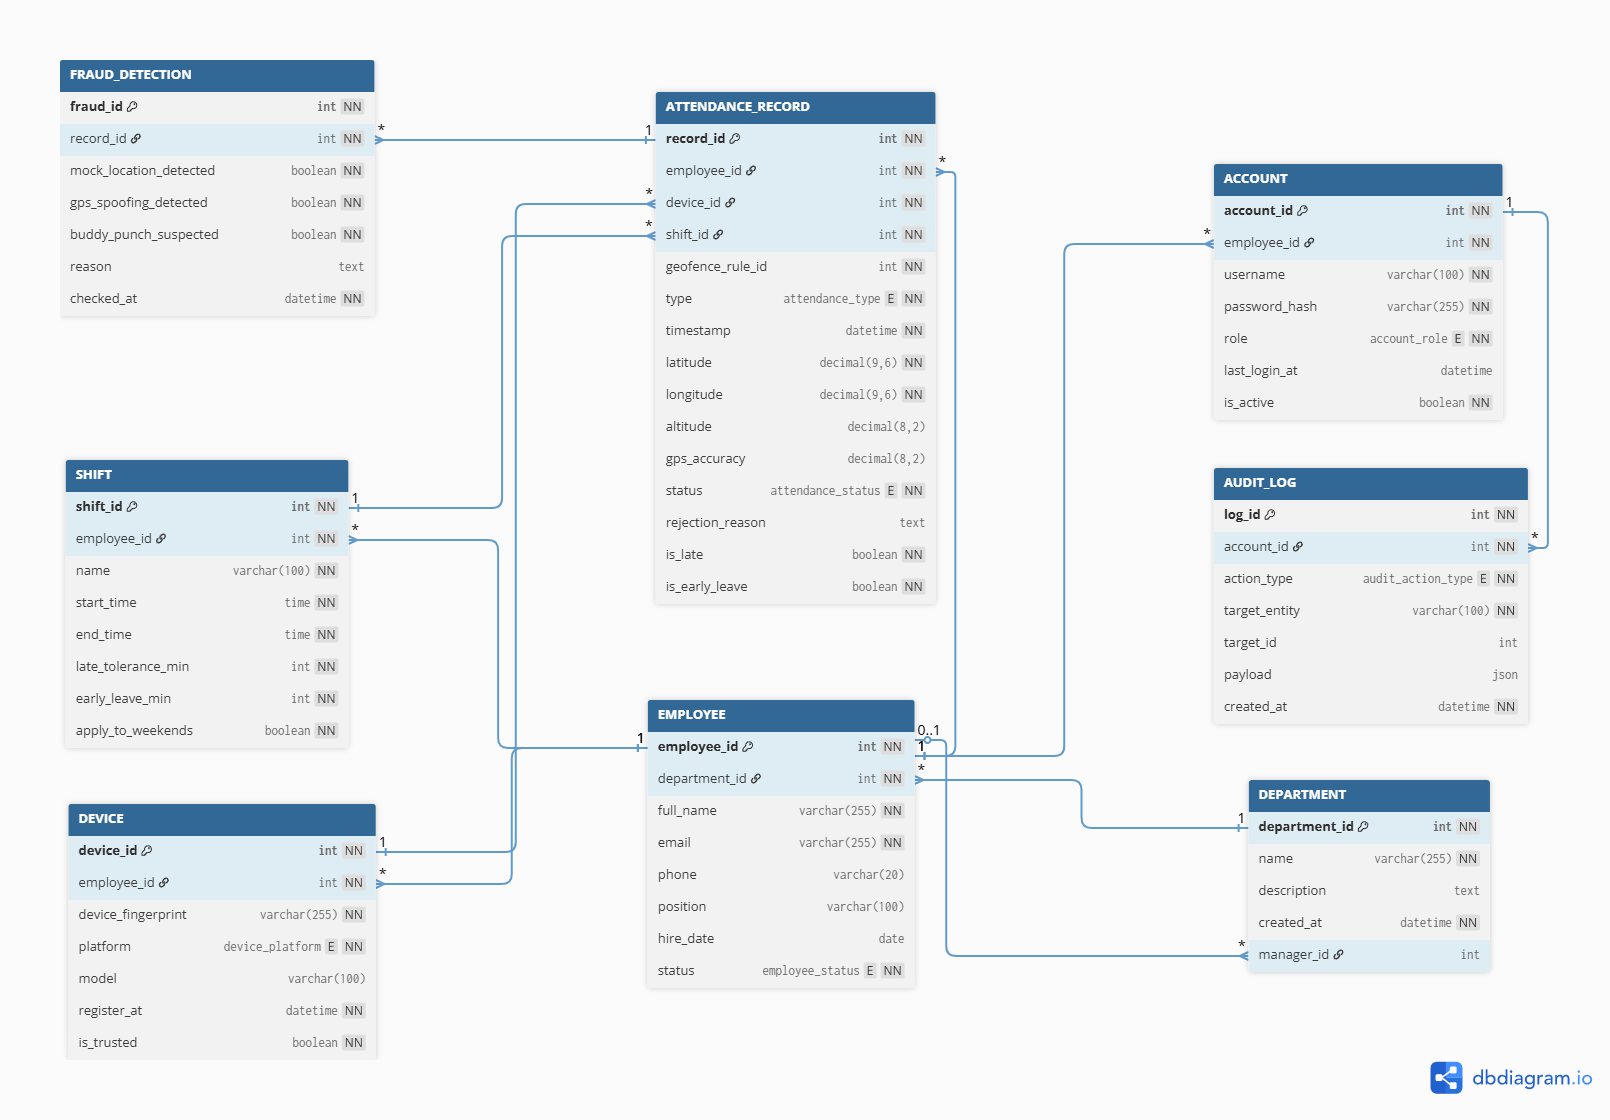 FRAUD_DETECTION
fraud_id int NN
record_id int NN
mock_location_detected boolean NN
gps_spoofing_detected boolean NN
buddy_punch_suspected boolean NN
reason text
checked_at datetime NN
* 1
ATTENDANCE_RECORD
record_id int NN
employee_id int NN
device_id int NN
shift_id int NN
geofence_rule_id int NN
type attendance_type E NN
timestamp datetime NN
latitude decimal(9,6) NN
longitude decimal(9,6) NN
altitude decimal(8,2)
gps_accuracy decimal(8,2)
status attendance_status E NN
rejection_reason text
is_late boolean NN
is_early_leave boolean NN
*
*
*
ACCOUNT
account_id int NN
employee_id int NN
username varchar(100) NN
password_hash varchar(255) NN
role account_role E NN
last_login_at datetime
is_active boolean NN
1
*
SHIFT
shift_id int NN
employee_id int NN
name varchar(100) NN
start_time time NN
end_time time NN
late_tolerance_min int NN
early_leave_min int NN
apply_to_weekends boolean NN
1
*
AUDIT_LOG
log_id int NN
account_id int NN
action_type audit_action_type E NN
target_entity varchar(100) NN
target_id int
payload json
created_at datetime NN
*
EMPLOYEE
employee_id int NN
department_id int NN
full_name varchar(255) NN
email varchar(255) NN
phone varchar(20)
position varchar(100)
hire_date date
status employee_status E NN
1
0..1
1
*
DEVICE
device_id int NN
employee_id int NN
device_fingerprint varchar(255) NN
platform device_platform E NN
model varchar(100)
register_at datetime NN
is_trusted boolean NN
1
*
DEPARTMENT
department_id int NN
name varchar(255) NN
description text
created_at datetime NN
manager_id int
1
*
dbdiagram.io